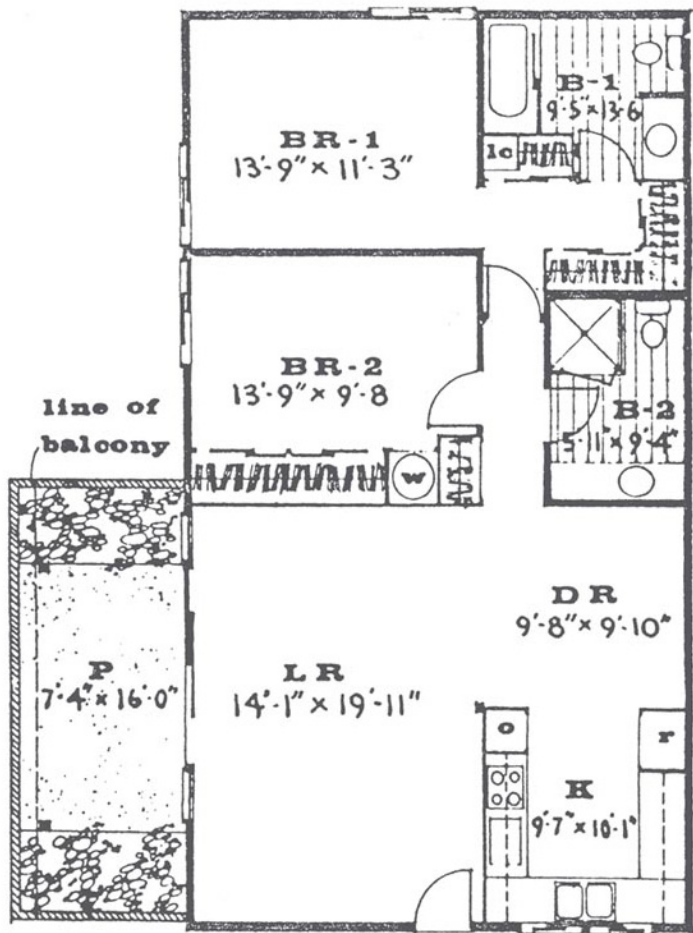 BR-1
13'-9" × 11'-3"
B-1
9'-5" × 13'6
lc
BR-2
13'-9" × 9'-8
B-2
5'-11" × 9'-4"
line of
balcony
w
DR
9'-8" × 9'-10"
P
7'-4" × 16'-0"
LR
14'-1" × 19'-11"
o
r
K
9'-7" × 10'-1"